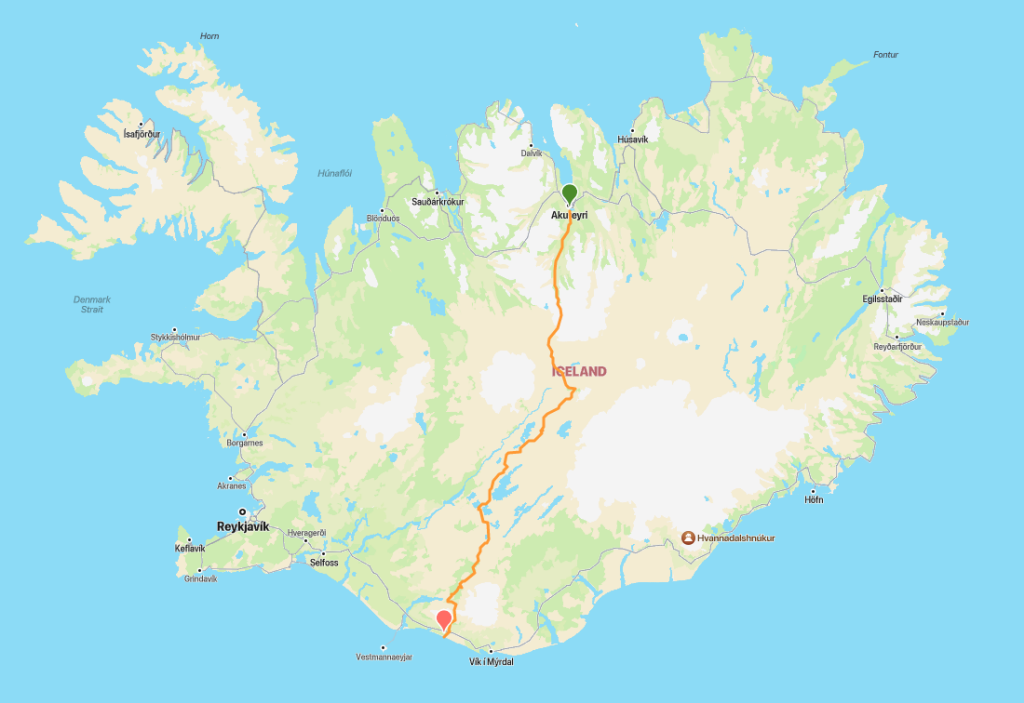 Horn
Fontur
Ísafjörður
Húsavík
Dalvík
Húnaflói
Sauðárkrókur
Blönduós
Akureyri
Denmark
Strait
Egilsstaðir
Neskaupstaður
Stykkishólmur
Reyðarfjörður
ICELAND
Borgarnes
Akranes
Höfn
Reykjavík
Hveragerði
Hvannadalshnúkur
Keflavík
Selfoss
Grindavík
Vestmannaeyjar
Vík í Mýrdal